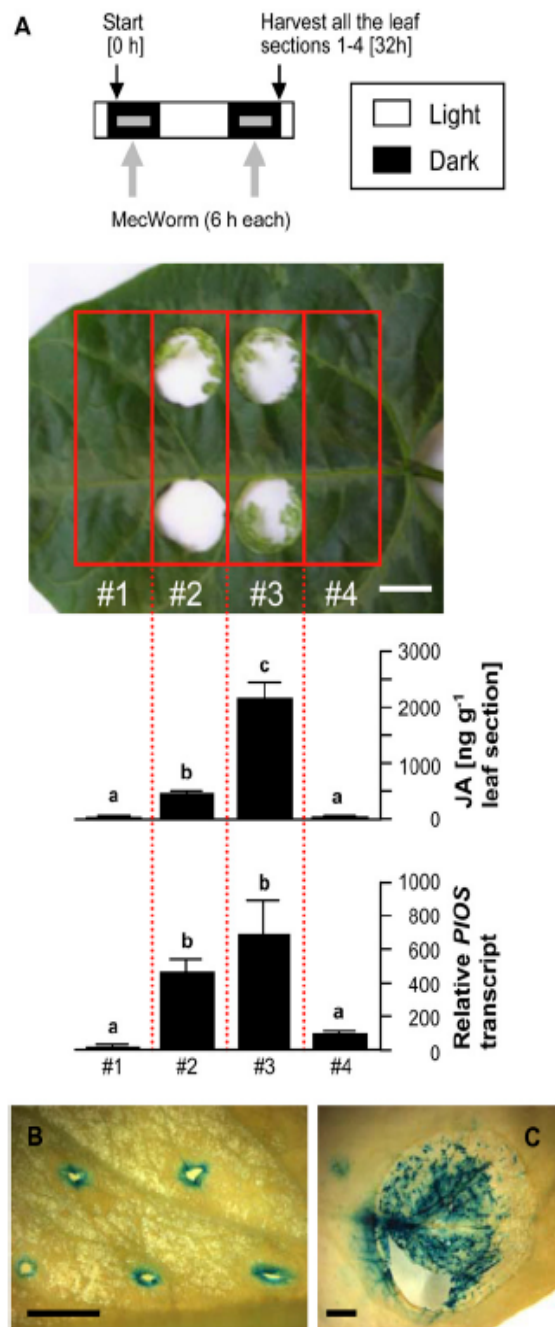 A
Start
[0 h]
Harvest all the leaf
sections 1-4 [32h]
Light
Dark
MecWorm (6 h each)
#1 #2 #3 #4
3000
2000
1000
500
0
JA [ng g-1
leaf section]
a
b
c
a
1000
800
600
400
200
0
Relative PlOS
transcript
a
b
b
a
#1 #2 #3 #4
B
C